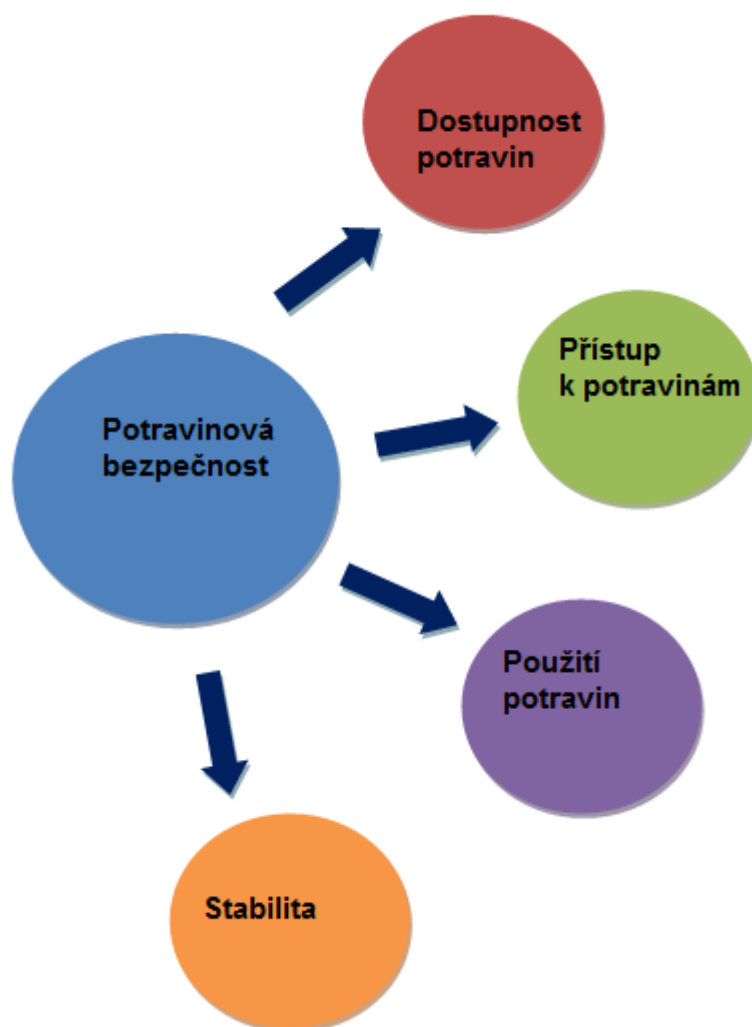 Dostupnost
potravin
Přístup
k potravinám
Potravinová
bezpečnost
Použití
potravin
Stabilita